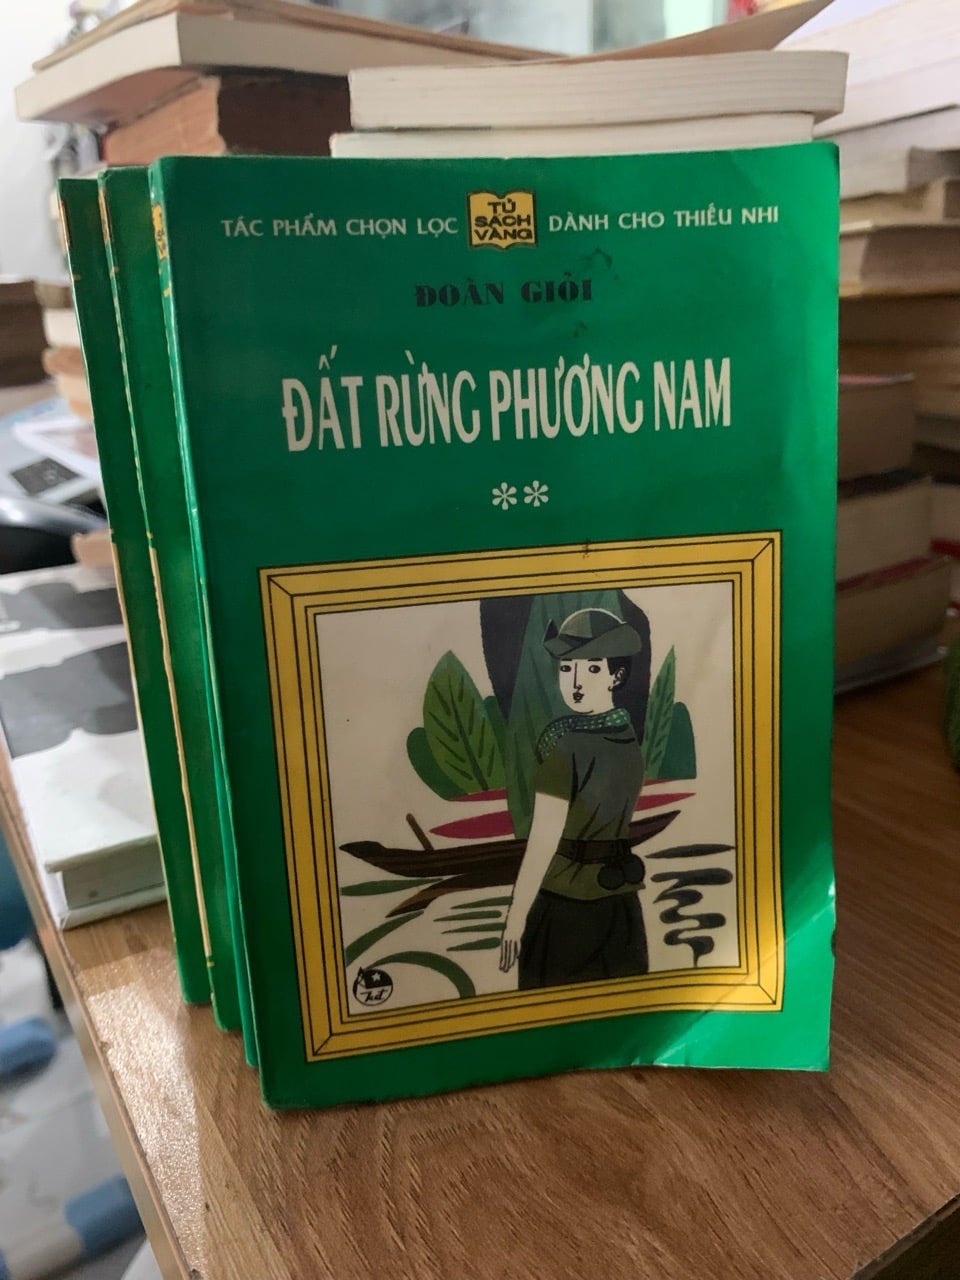 TÁC PHẨM CHỌN LỌC TỦ SÁCH VÀNG DÀNH CHO THIẾU NHI
ĐOÀN GIỎI
ĐẤT RỪNG PHƯƠNG NAM
**